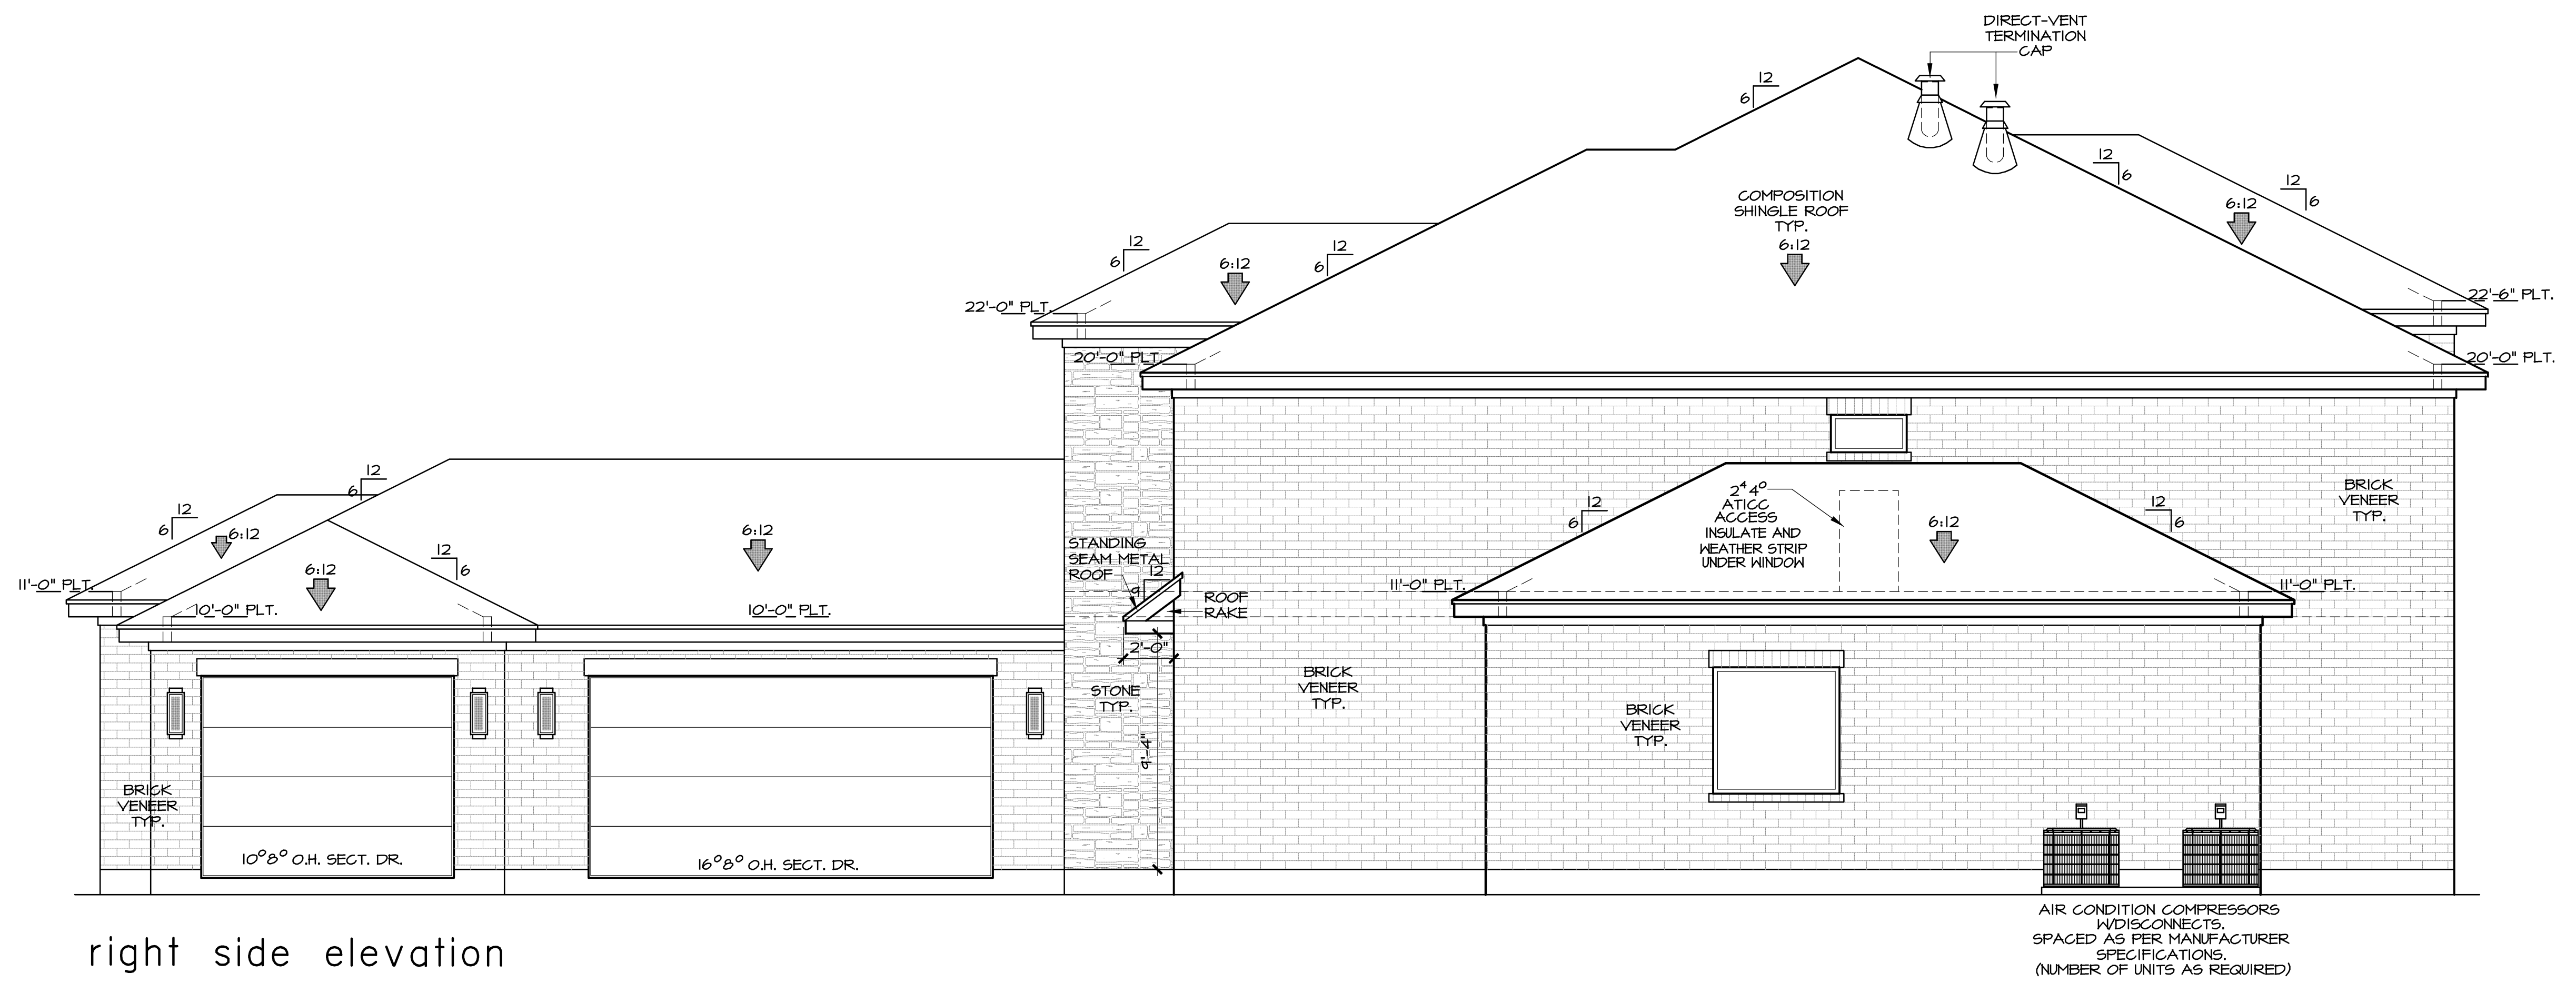 DIRECT-VENT
TERMINATION
CAP
12
6
12
6
12
6
COMPOSITION
SHINGLE ROOF
TYP.
6:12
6:12
12
6
12
6
6:12
22'-0" PLT.
22'-6" PLT.
20'-0" PLT.
20'-0" PLT.
12
6
12
6
6:12
6:12
12
6
6:12
11'-0" PLT.
10'-0" PLT.
10'-0" PLT.
STANDING
SEAM METAL
ROOF
12
9
ROOF
RAKE
2'-0"
STONE
TYP.
9'-4"
12
6
2⁴4⁰
ATICC
ACCESS
INSULATE AND
WEATHER STRIP
UNDER WINDOW
6:12
12
6
11'-0" PLT.
11'-0" PLT.
BRICK
VENEER
TYP.
BRICK
VENEER
TYP.
BRICK
VENEER
TYP.
BRICK
VENEER
TYP.
10⁰8⁰ O.H. SECT. DR.
16⁰8⁰ O.H. SECT. DR.
AIR CONDITION COMPRESSORS
W/DISCONNECTS.
SPACED AS PER MANUFACTURER
SPECIFICATIONS.
(NUMBER OF UNITS AS REQUIRED)
right side elevation